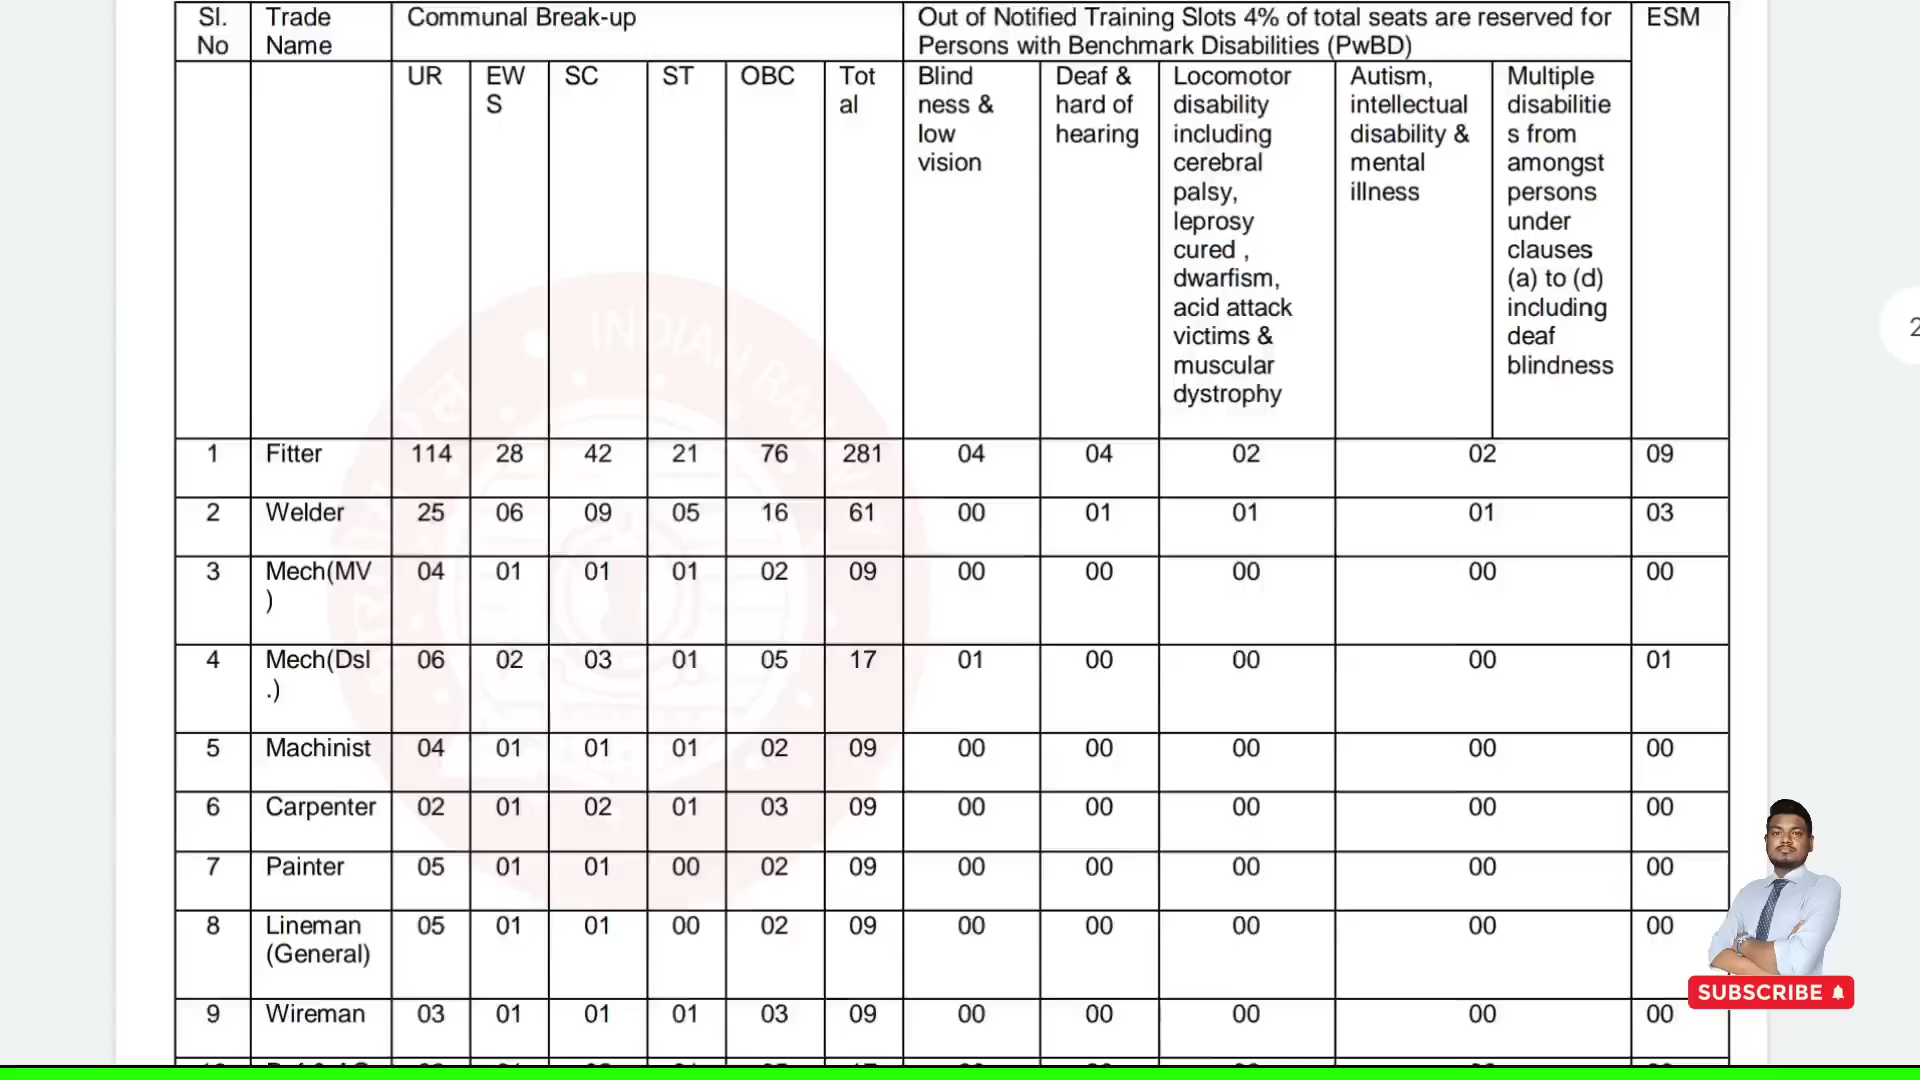 Sl. No | Trade Name | Communal Break-up | Out of Notified Training Slots 4% of total seats are reserved for Persons with Benchmark Disabilities (PwBD) | ESM
UR | EWS | SC | ST | OBC | Total | Blindness & low vision | Deaf & hard of hearing | Locomotor disability including cerebral palsy, leprosy cured , dwarfism, acid attack victims & muscular dystrophy | Autism, intellectual disability & mental illness | Multiple disabilities from amongst persons under clauses (a) to (d) including deaf blindness
1 | Fitter | 114 | 28 | 42 | 21 | 76 | 281 | 04 | 04 | 02 | 02 | 09
2 | Welder | 25 | 06 | 09 | 05 | 16 | 61 | 00 | 01 | 01 | 01 | 03
3 | Mech(MV) | 04 | 01 | 01 | 01 | 02 | 09 | 00 | 00 | 00 | 00 | 00
4 | Mech(Dsl.) | 06 | 02 | 03 | 01 | 05 | 17 | 01 | 00 | 00 | 00 | 01
5 | Machinist | 04 | 01 | 01 | 01 | 02 | 09 | 00 | 00 | 00 | 00 | 00
6 | Carpenter | 02 | 01 | 02 | 01 | 03 | 09 | 00 | 00 | 00 | 00 | 00
7 | Painter | 05 | 01 | 01 | 00 | 02 | 09 | 00 | 00 | 00 | 00 | 00
8 | Lineman (General) | 05 | 01 | 01 | 00 | 02 | 09 | 00 | 00 | 00 | 00 | 00
9 | Wireman | 03 | 01 | 01 | 01 | 03 | 09 | 00 | 00 | 00 | 00 | 00
INDIAN RAILWAY
2
SUBSCRIBE